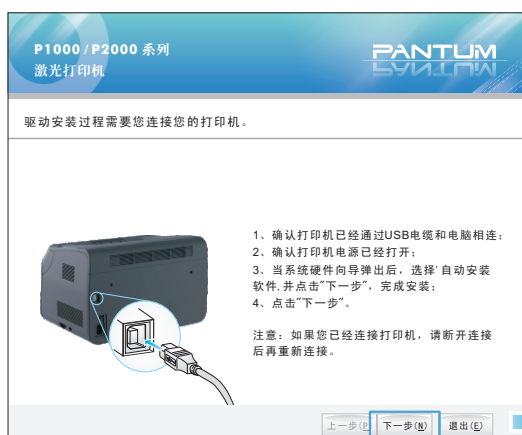 P1000 / P2000 系列
激光打印机
PANTUM
驱动安装过程需要您连接您的打印机。
1、确认打印机已经通过USB电缆和电脑相连；
2、确认打印机电源已经打开；
3、当系统硬件向导弹出后，选择'自动安装
软件,并点击"下一步"，完成安装；
4、点击"下一步"。
注意：如果您已经连接打印机，请断开连接
后再重新连接。
上一步(P
下一步(N)
退出(E)